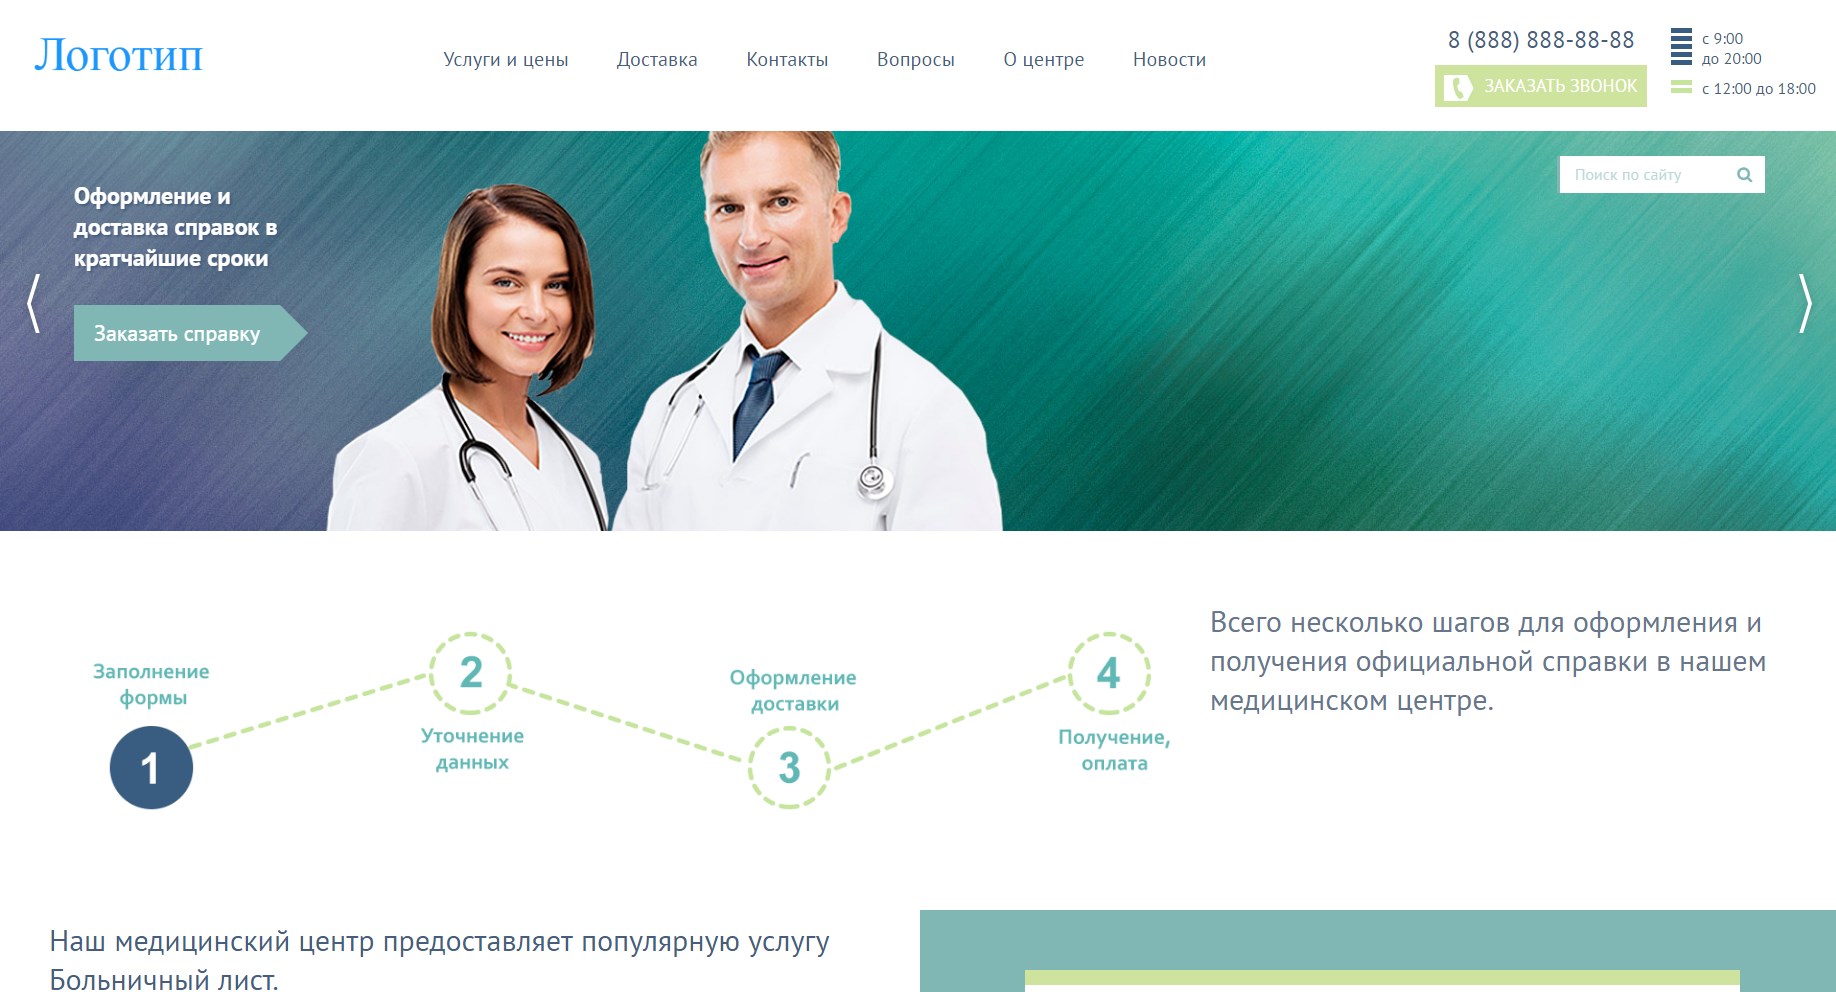 Логотип
Услуги и цены
Доставка
Контакты
Вопросы
О центре
Новости
8 (888) 888-88-88
ЗАКАЗАТЬ ЗВОНОК
с 9:00
до 20:00
с 12:00 до 18:00
Оформление и
доставка справок в
кратчайшие сроки
Заказать справку
Поиск по сайту
Заполнение
формы
1
2
Уточнение
данных
Оформление
доставки
3
4
Получение,
оплата
Всего несколько шагов для оформления и
получения официальной справки в нашем
медицинском центре.
Наш медицинский центр предоставляет популярную услугу
Больничный лист.